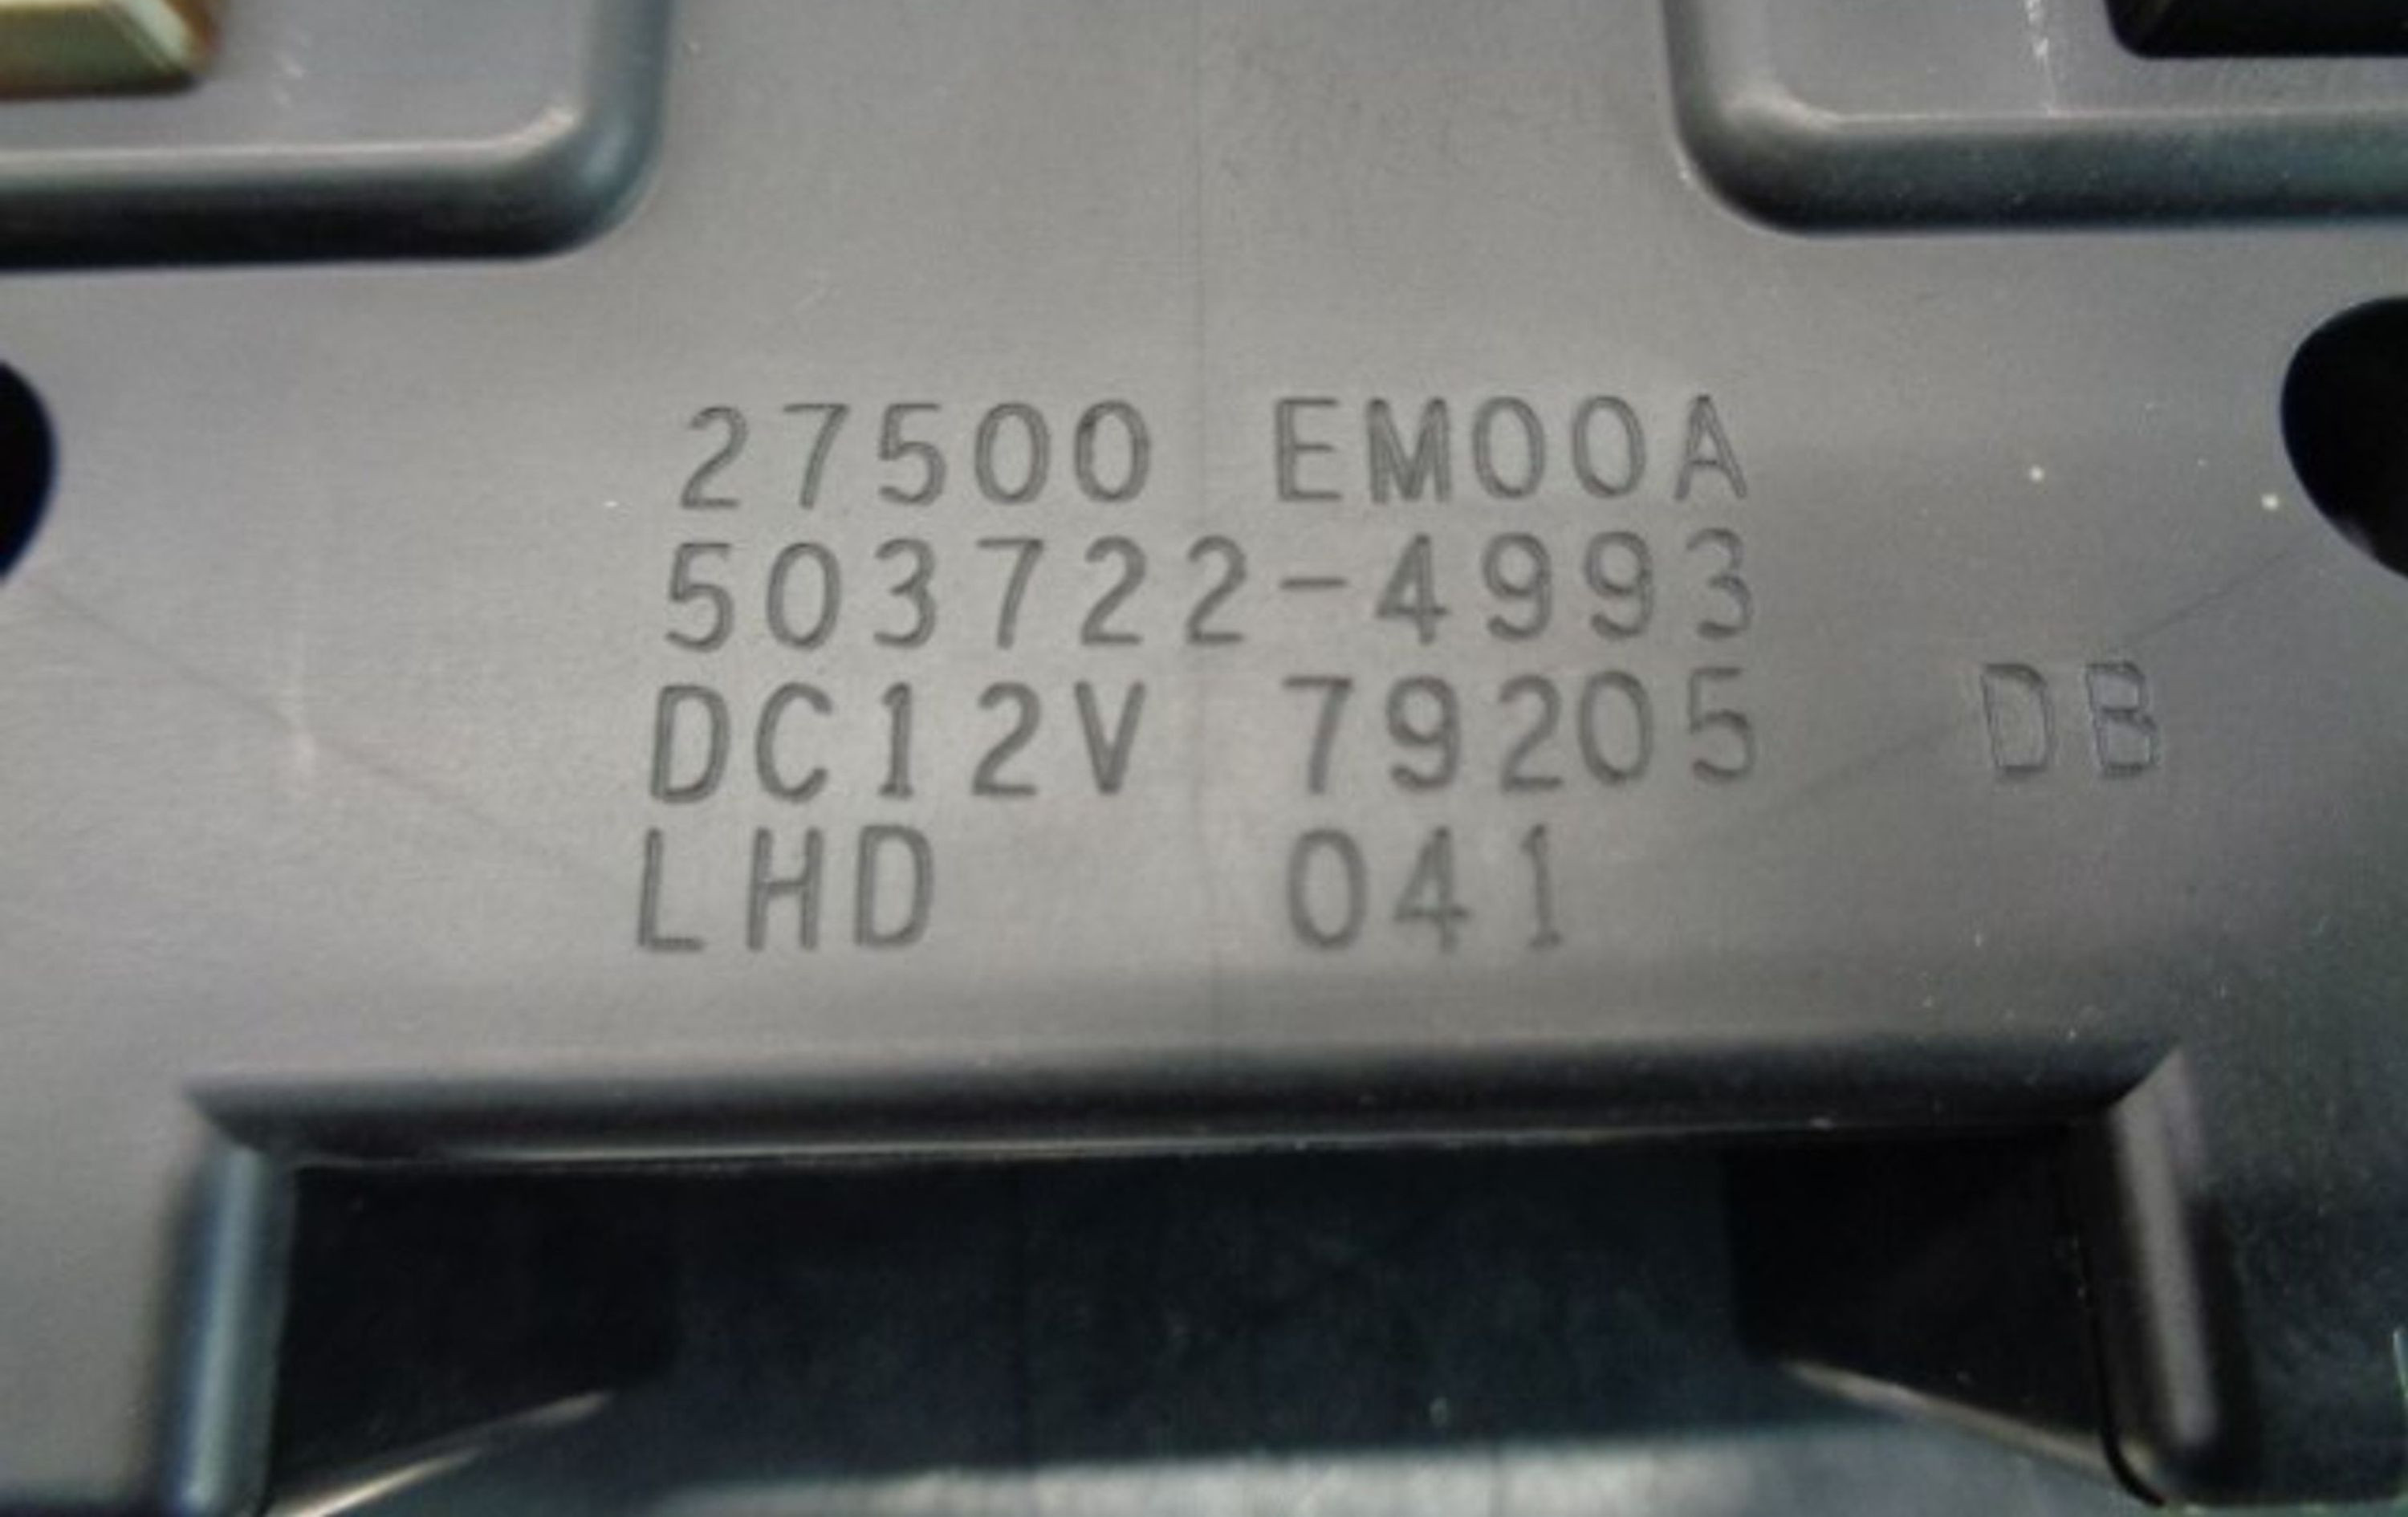 27500 EM00A
503722-4993
DC12V 79205 DB
LHD 041